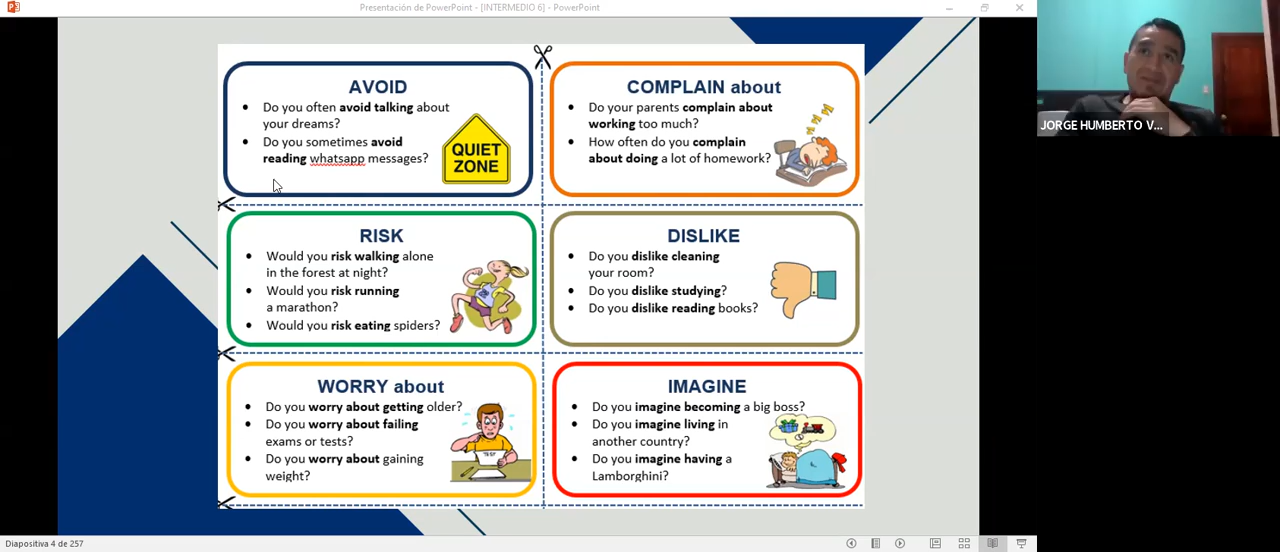 Presentación de PowerPoint - [INTERMEDIO 6] - PowerPoint
JORGE HUMBERTO V...
AVOID
• Do you often avoid talking about
your dreams?
• Do you sometimes avoid
reading whatsapp messages?
QUIET
ZONE
COMPLAIN about
• Do your parents complain about
working too much?
• How often do you complain
about doing a lot of homework?
RISK
• Would you risk walking alone
in the forest at night?
• Would you risk running
a marathon?
• Would you risk eating spiders?
DISLIKE
• Do you dislike cleaning
your room?
• Do you dislike studying?
• Do you dislike reading books?
WORRY about
• Do you worry about getting older?
• Do you worry about failing
exams or tests?
• Do you worry about gaining
weight?
TEST
IMAGINE
• Do you imagine becoming a big boss?
• Do you imagine living in
another country?
• Do you imagine having a
Lamborghini?
Diapositiva 4 de 257